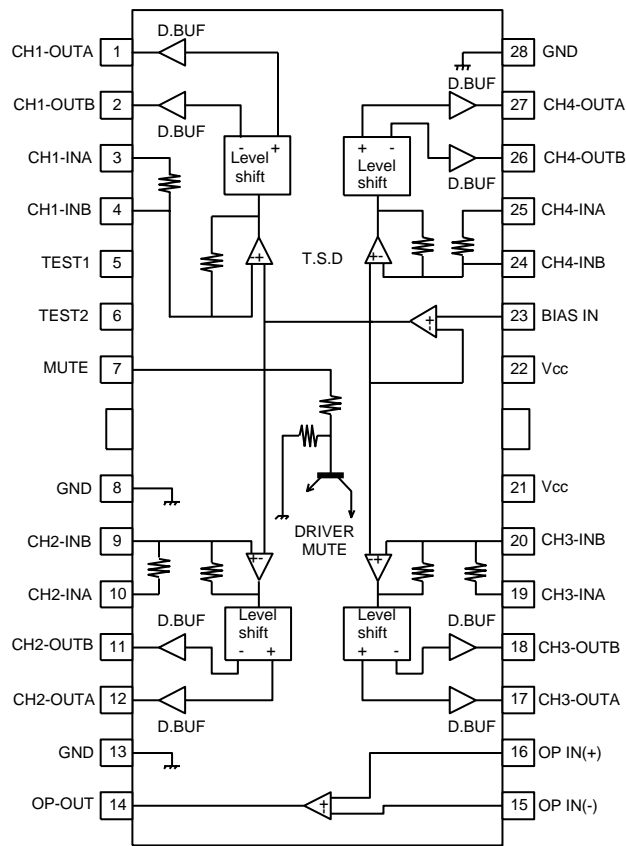 CH1-OUTA 1 D.BUF
CH1-OUTB 2 D.BUF
CH1-INA 3
CH1-INB 4
TEST1 5
TEST2 6
MUTE 7
GND 8
CH2-INB 9
CH2-INA 10
CH2-OUTB 11 D.BUF
CH2-OUTA 12 D.BUF
GND 13
OP-OUT 14
- +
Level
shift
-+
+ -
Level
shift
+-
T.S.D
+-
DRIVER
MUTE
+-
Level
shift
- +
+-
Level
shift
+ -
+-
28 GND
D.BUF
27 CH4-OUTA
26 CH4-OUTB
D.BUF
25 CH4-INA
24 CH4-INB
23 BIAS IN
22 Vcc
21 Vcc
20 CH3-INB
19 CH3-INA
D.BUF
18 CH3-OUTB
17 CH3-OUTA
D.BUF
16 OP IN(+)
15 OP IN(-)